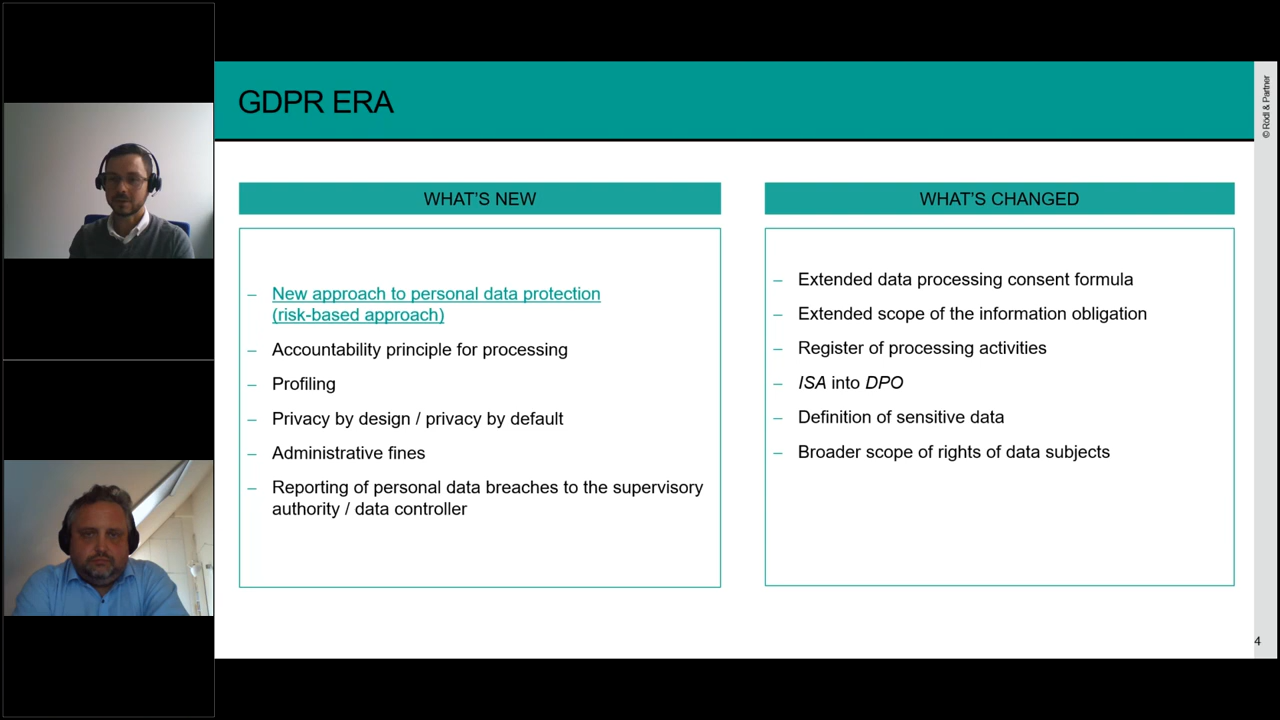 GDPR ERA
© Rödl & Partner
WHAT'S NEW
– New approach to personal data protection
(risk-based approach)
– Accountability principle for processing
– Profiling
– Privacy by design / privacy by default
– Administrative fines
– Reporting of personal data breaches to the supervisory
authority / data controller
WHAT'S CHANGED
– Extended data processing consent formula
– Extended scope of the information obligation
– Register of processing activities
– ISA into DPO
– Definition of sensitive data
– Broader scope of rights of data subjects
4